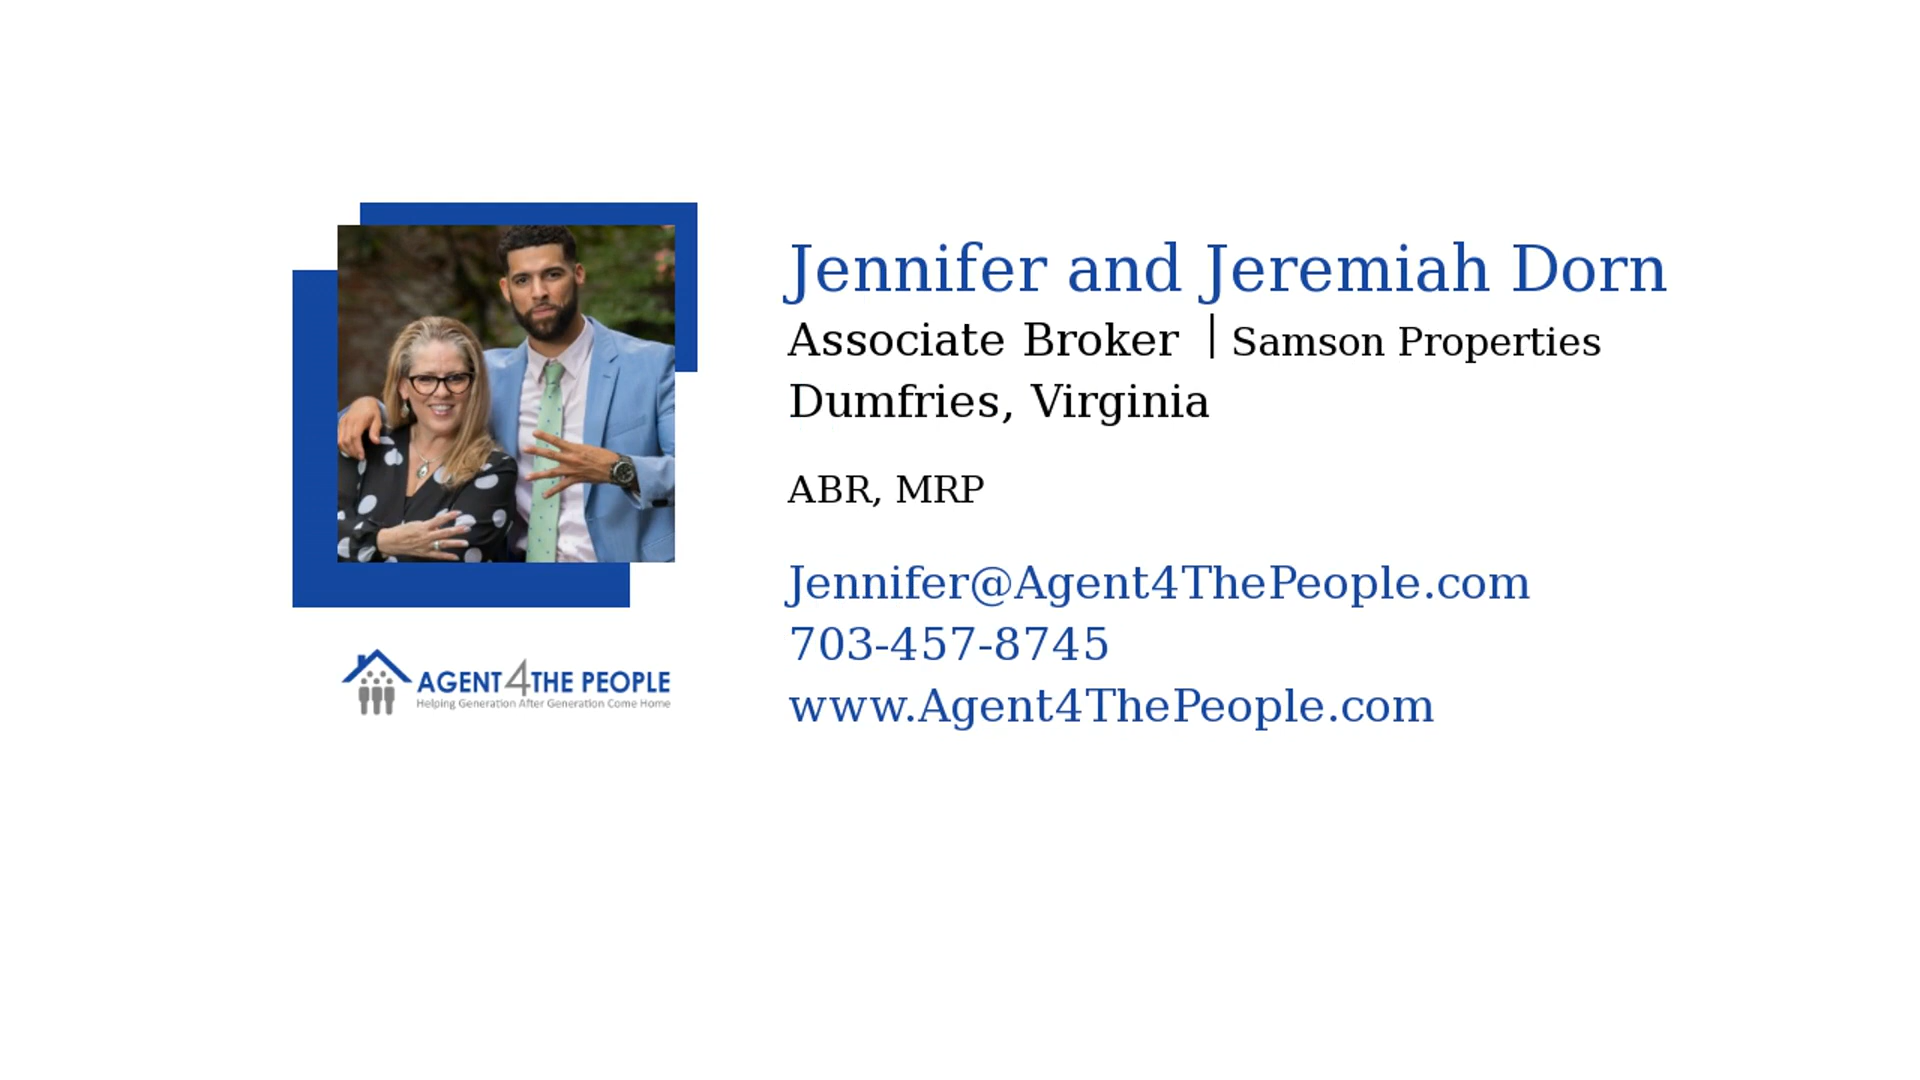 Jennifer and Jeremiah Dorn
Associate Broker | Samson Properties
Dumfries, Virginia
ABR, MRP
Jennifer@Agent4ThePeople.com
703-457-8745
www.Agent4ThePeople.com
AGENT 4 THE PEOPLE
Helping Generation After Generation Come Home